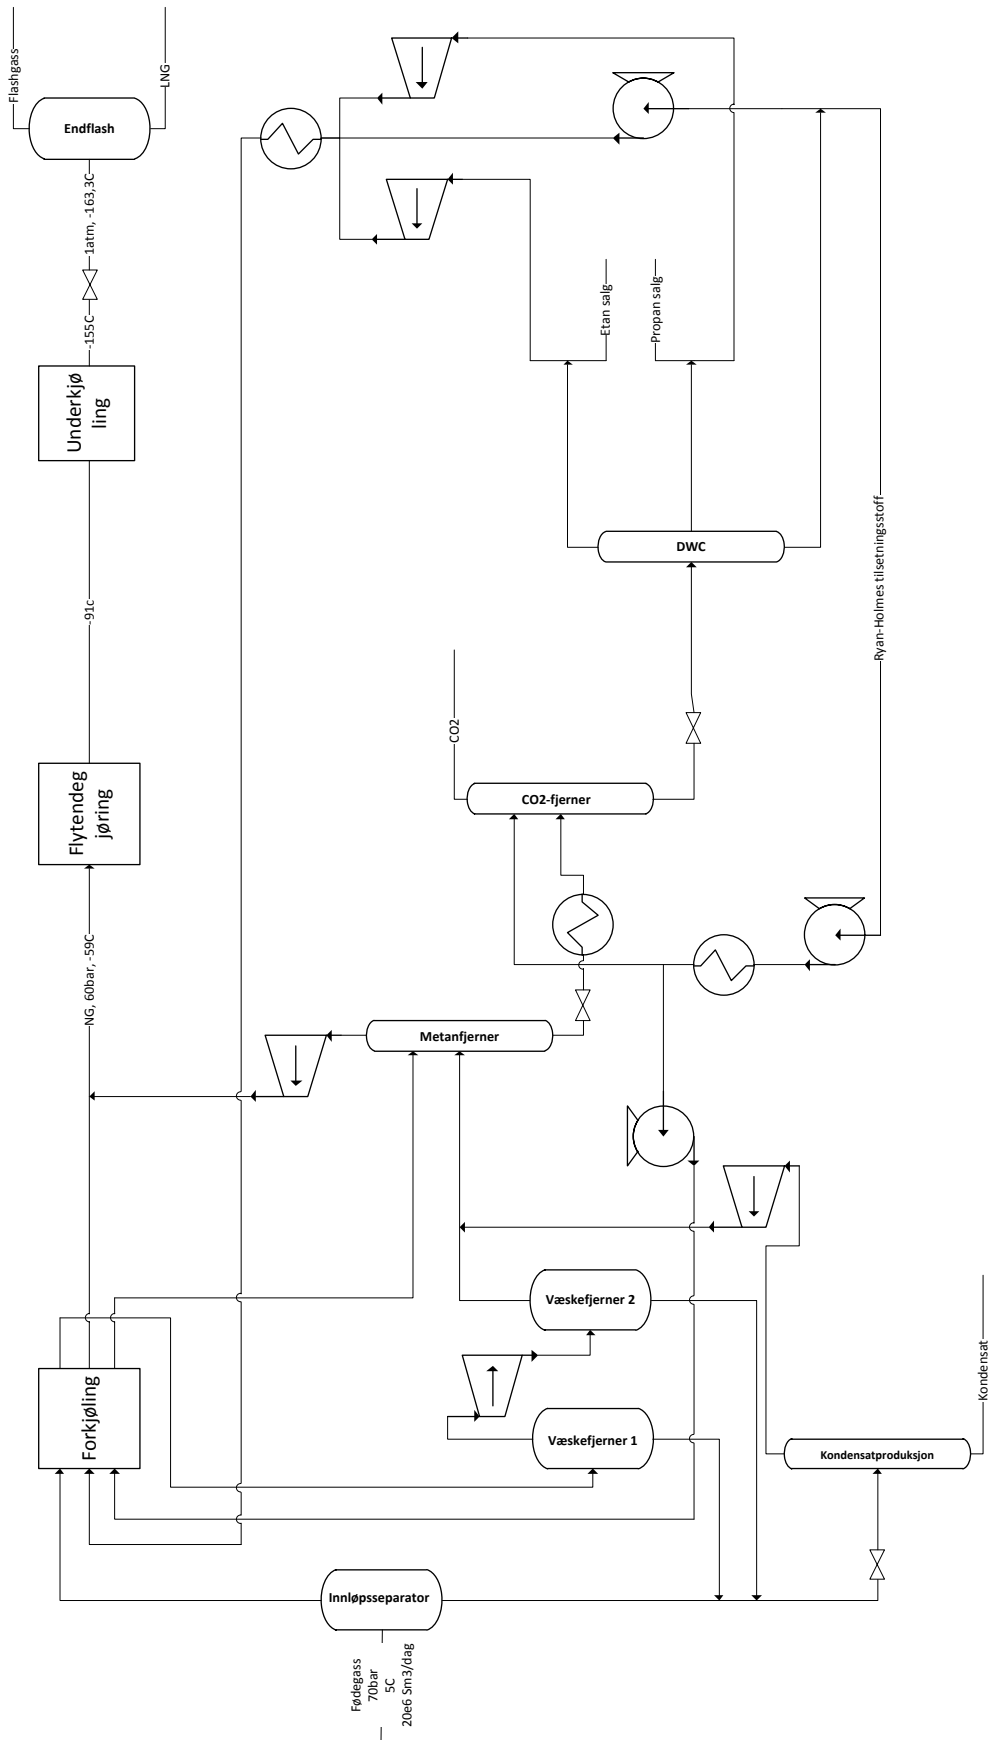 Flashgass
LNG
Endflash
1atm, -163,3C
-155C
Underkjø
ling
-91c
Flytendeg
jøring
NG, 60bar, -59C
Forkjøling
Etan salg
Propan salg
DWC
Ryan-Holmes tilsetningsstoff
CO2
CO2-fjerner
Metanfjerner
Væskefjerner 2
Væskefjerner 1
Kondensat
Kondensatproduksjon
Innløpsseparator
Fødegass
70bar
5C
20e6 Sm3/dag